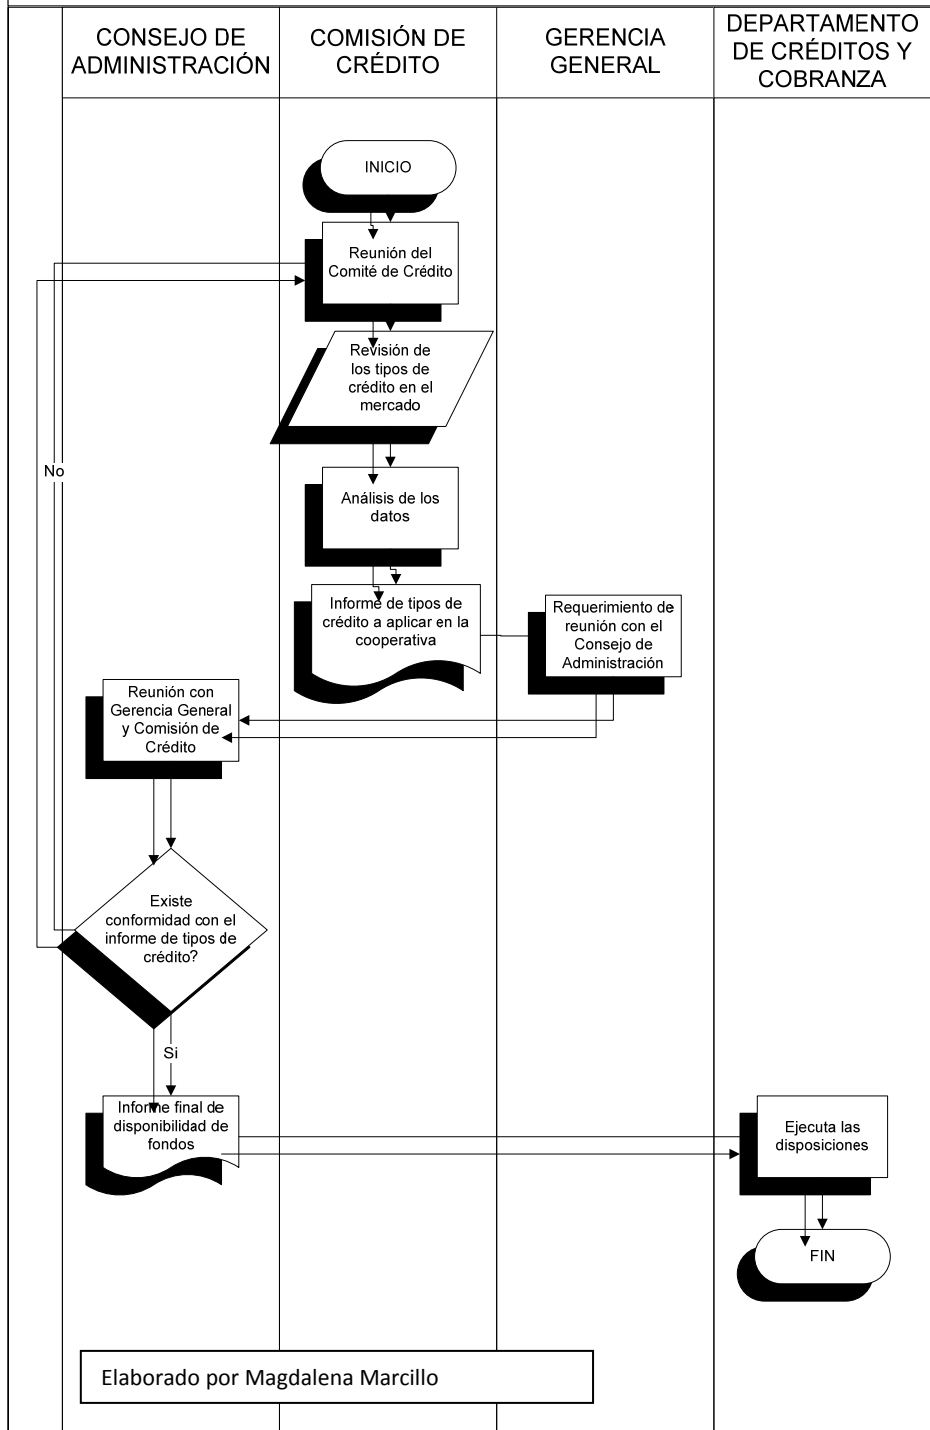 CONSEJO DE
ADMINISTRACIÓN
COMISIÓN DE
CRÉDITO
GERENCIA
GENERAL
DEPARTAMENTO
DE CRÉDITOS Y
COBRANZA
INICIO
Reunión del
Comité de Crédito
Revisión de
los tipos de
crédito en el
mercado
No
Análisis de los
datos
Informe de tipos de
crédito a aplicar en la
cooperativa
Requerimiento de
reunión con el
Consejo de
Administración
Reunión con
Gerencia General
y Comisión de
Crédito
Existe
conformidad con el
informe de tipos de
crédito?
Si
Informe final de
disponibilidad de
fondos
Ejecuta las
disposiciones
FIN
Elaborado por Magdalena Marcillo